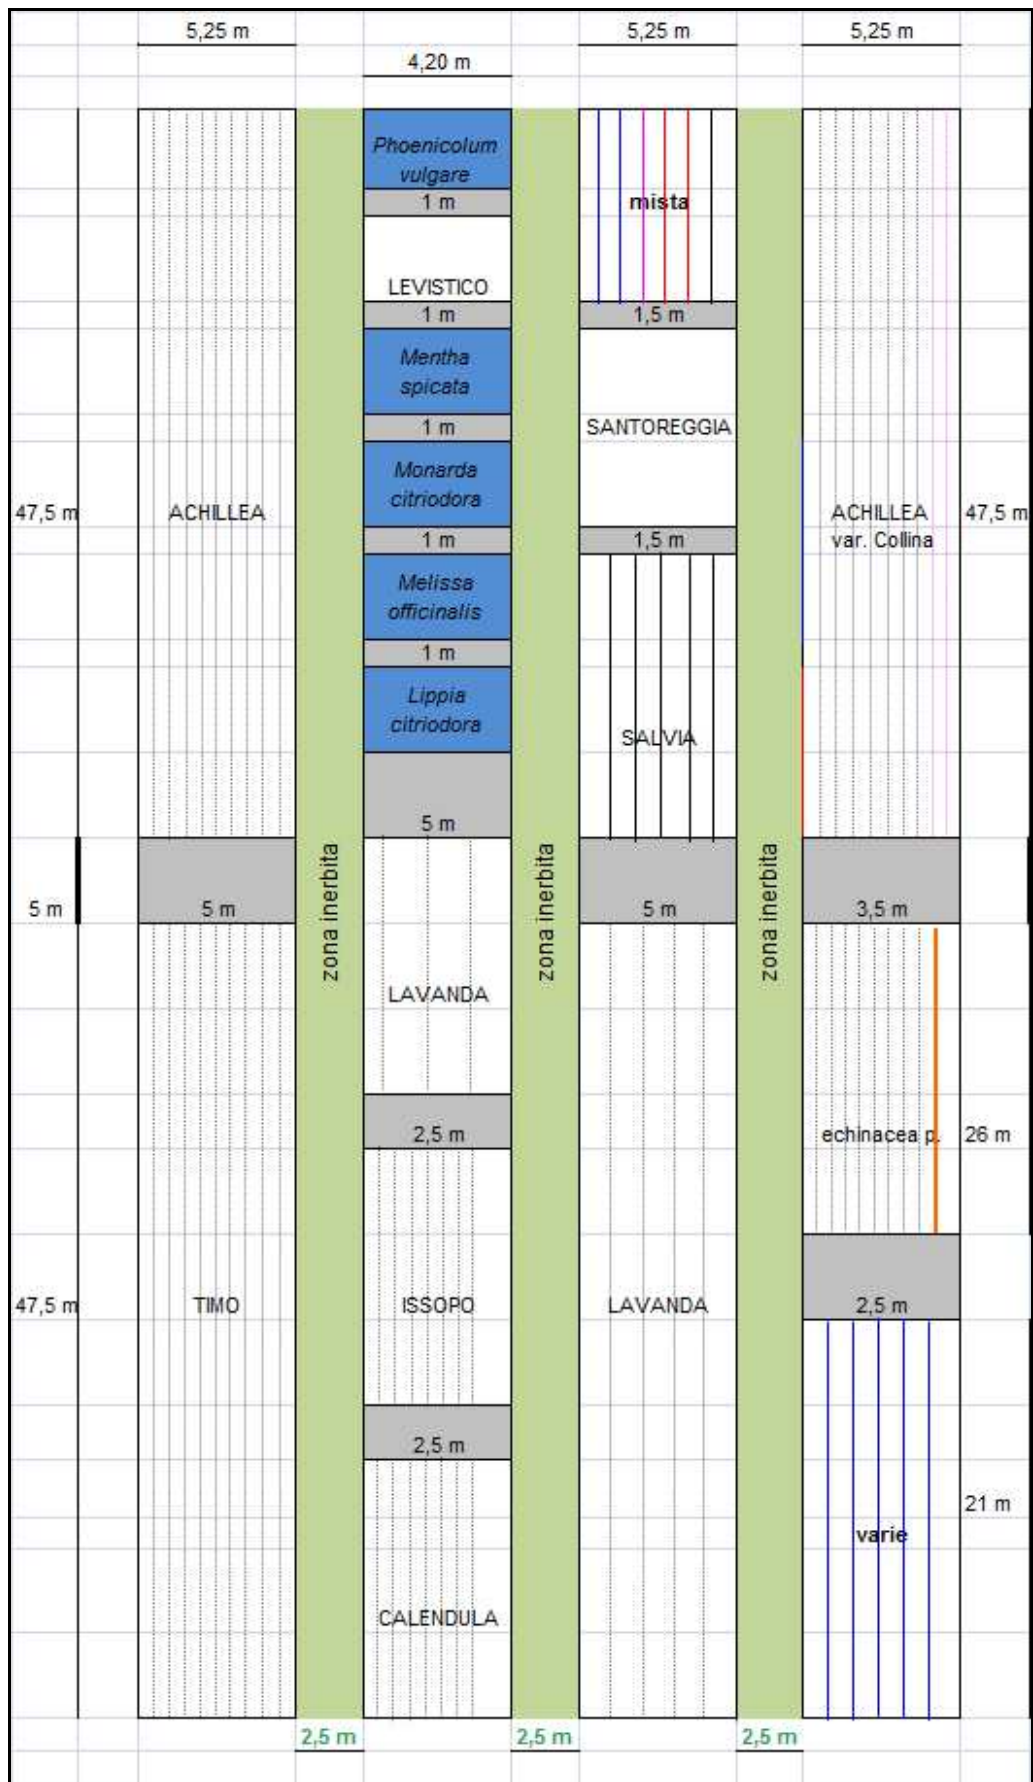 5,25 m
5,25 m
5,25 m
4,20 m
Phoenicolum
vulgare
1 m
mista
LEVISTICO
1 m
1,5 m
Mentha
spicata
1 m
SANTOREGGIA
Monarda
citriodora
47,5 m
ACHILLEA
ACHILLEA
var. Collina
47,5 m
1 m
1,5 m
Melissa
officinalis
1 m
Lippia
citriodora
SALVIA
5 m
zona inerbita
zona inerbita
zona inerbita
5 m
5 m
5 m
3,5 m
LAVANDA
2,5 m
echinacea p.
26 m
47,5 m
TIMO
ISSOPO
LAVANDA
2,5 m
2,5 m
21 m
varie
CALENDULA
2,5 m
2,5 m
2,5 m